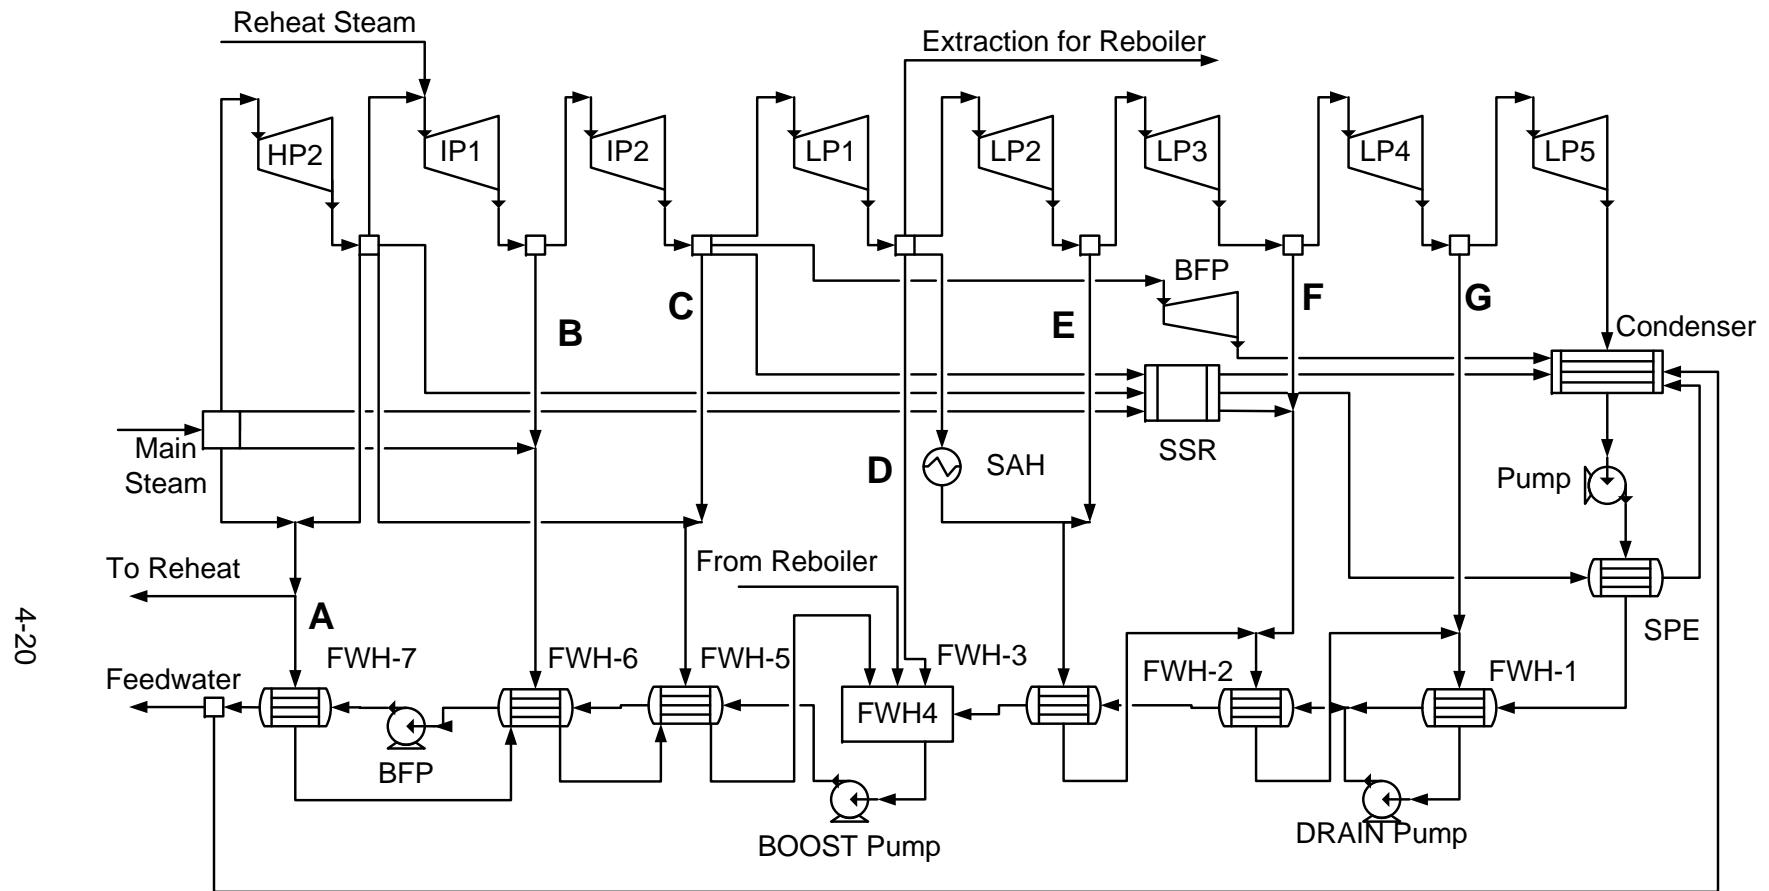 Reheat Steam
Extraction for Reboiler
HP2
IP1
IP2
LP1
LP2
LP3
LP4
LP5
BFP
B
C
E
F
G
Condenser
Main
Steam
D
SAH
SSR
Pump
To Reheat
From Reboiler
A
SPE
4-20
Feedwater
FWH-7
FWH-6
FWH-5
FWH-3
FWH-2
FWH-1
FWH4
BFP
BOOST Pump
DRAIN Pump